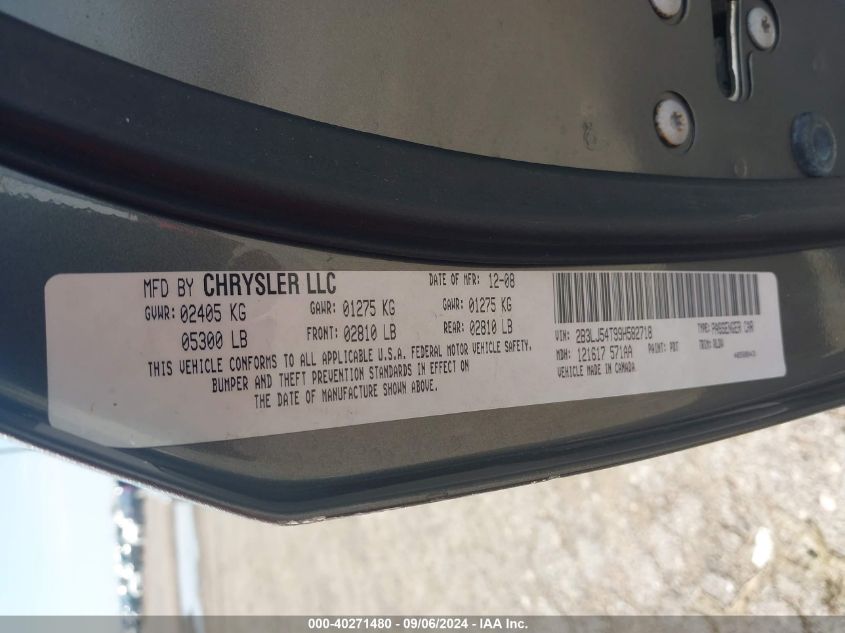 MFD BY CHRYSLER LLC
DATE OF MFR: 12-08
GVWR: 02405 KG
GAWR: 01275 KG
GAWR: 01275 KG
05300 LB
FRONT: 02810 LB
REAR: 02810 LB
THIS VEHICLE CONFORMS TO ALL APPLICABLE U.S.A. FEDERAL MOTOR VEHICLE SAFETY.
BUMPER AND THEFT PREVENTION STANDARDS IN EFFECT ON
THE DATE OF MANUFACTURE SHOWN ABOVE.
VIN: 2B3LJ54T99H582718
TYPE: PASSENGER CAR
MDH: 121617 571AA
PAINT: PDT
TRIM: ALDA
VEHICLE MADE IN CANADA
000-40271480 - 09/06/2024 - IAA Inc.